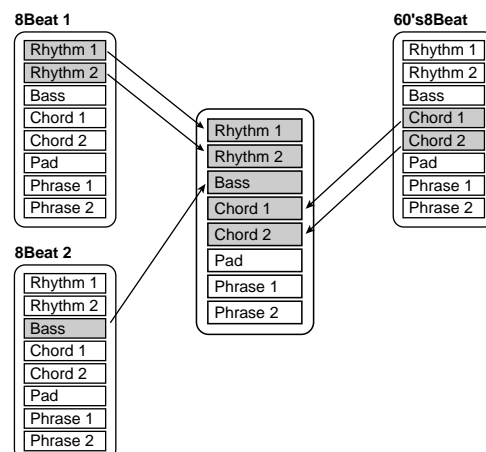 8Beat 1
Rhythm 1
Rhythm 2
Bass
Chord 1
Chord 2
Pad
Phrase 1
Phrase 2
8Beat 2
Rhythm 1
Rhythm 2
Bass
Chord 1
Chord 2
Pad
Phrase 1
Phrase 2
Rhythm 1
Rhythm 2
Bass
Chord 1
Chord 2
Pad
Phrase 1
Phrase 2
60's8Beat
Rhythm 1
Rhythm 2
Bass
Chord 1
Chord 2
Pad
Phrase 1
Phrase 2